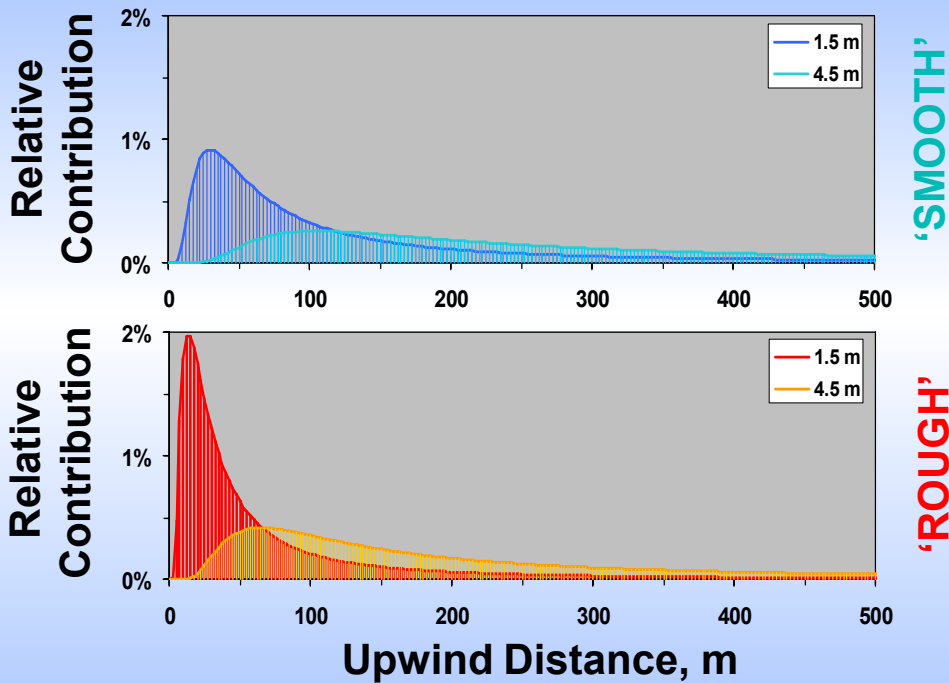 Relative
Contribution
2%
1%
0%
1.5 m
4.5 m
0
100
200
300
400
500
'SMOOTH'
Relative
Contribution
2%
1%
0%
1.5 m
4.5 m
0
100
200
300
400
500
'ROUGH'
Upwind Distance, m